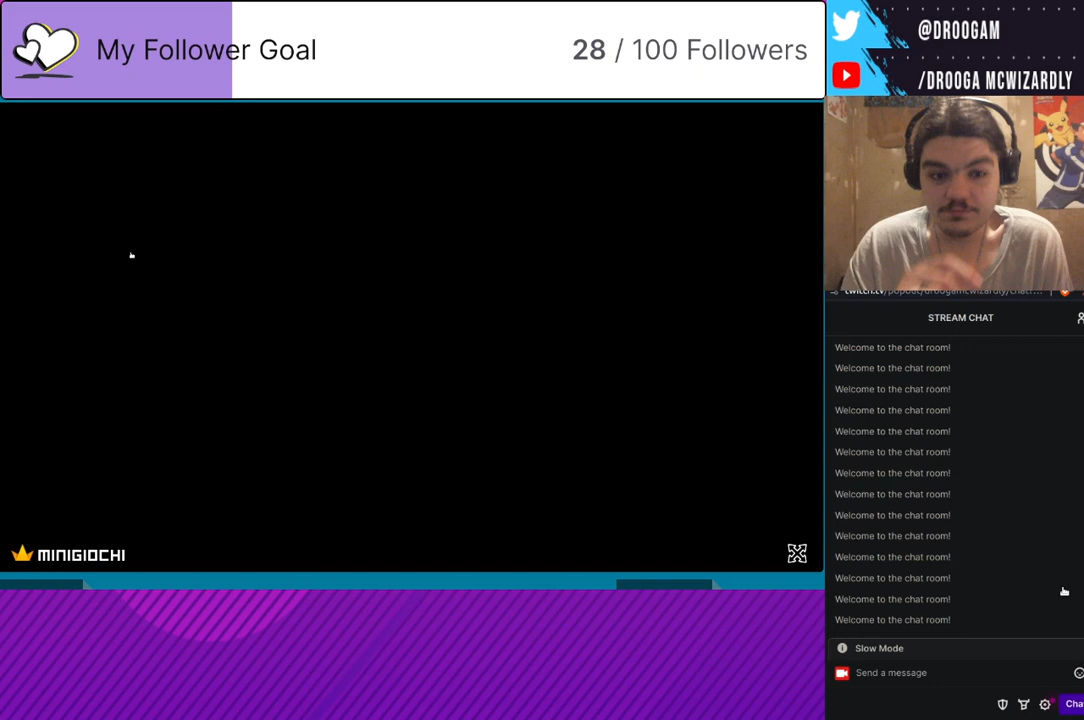 My Follower Goal
28 / 100 Followers
@DROOGAM
/DROOGA MCWIZARDLY
STREAM CHAT
Welcome to the chat room!
Welcome to the chat room!
Welcome to the chat room!
Welcome to the chat room!
Welcome to the chat room!
Welcome to the chat room!
Welcome to the chat room!
Welcome to the chat room!
Welcome to the chat room!
Welcome to the chat room!
Welcome to the chat room!
Welcome to the chat room!
Welcome to the chat room!
Welcome to the chat room!
MINIGIOCHI
Slow Mode
Send a message
Cha